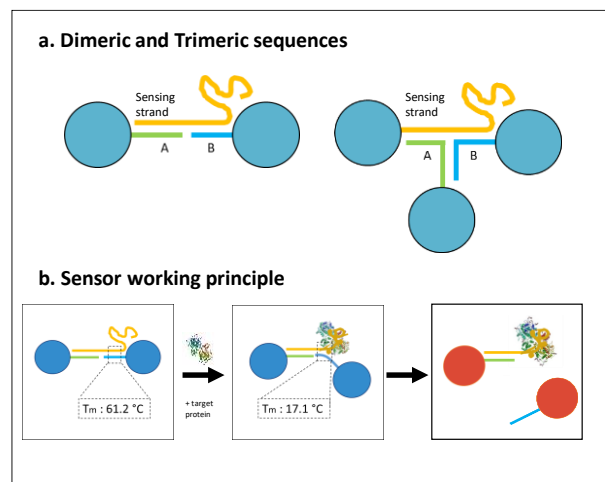 a. Dimeric and Trimeric sequences
Sensing
strand
A
B
Sensing
strand
A
B
b. Sensor working principle
Tm : 61.2 °C
+ target
protein
Tm : 17.1 °C